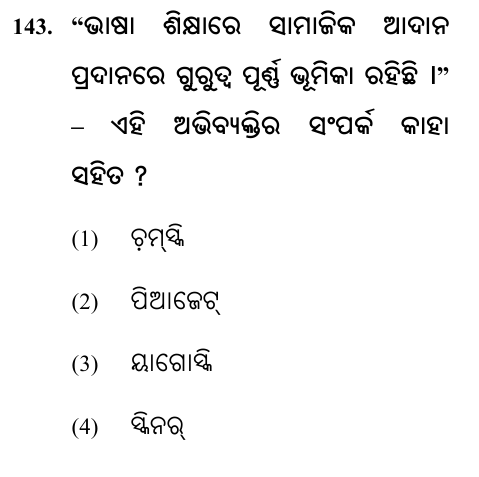 143. “ଭାଷା ଶିକ୍ଷାରେ ସାମାଜିକ ଆଦାନ
ପ୍ରଦାନରେ ଗୁରୁତ୍ୱ ପୂର୍ଣ୍ଣ ଭୂମିକା ରହିଛି ।”
– ଏହି ଅଭିବ୍ୟକ୍ତିର ସଂପର୍କ କାହା
ସହିତ ?
(1) ଚମ୍‌ସ୍କି
(2) ପିଆଜେଟ୍
(3) ୟାଗୋସ୍କି
(4) ସ୍କିନର୍